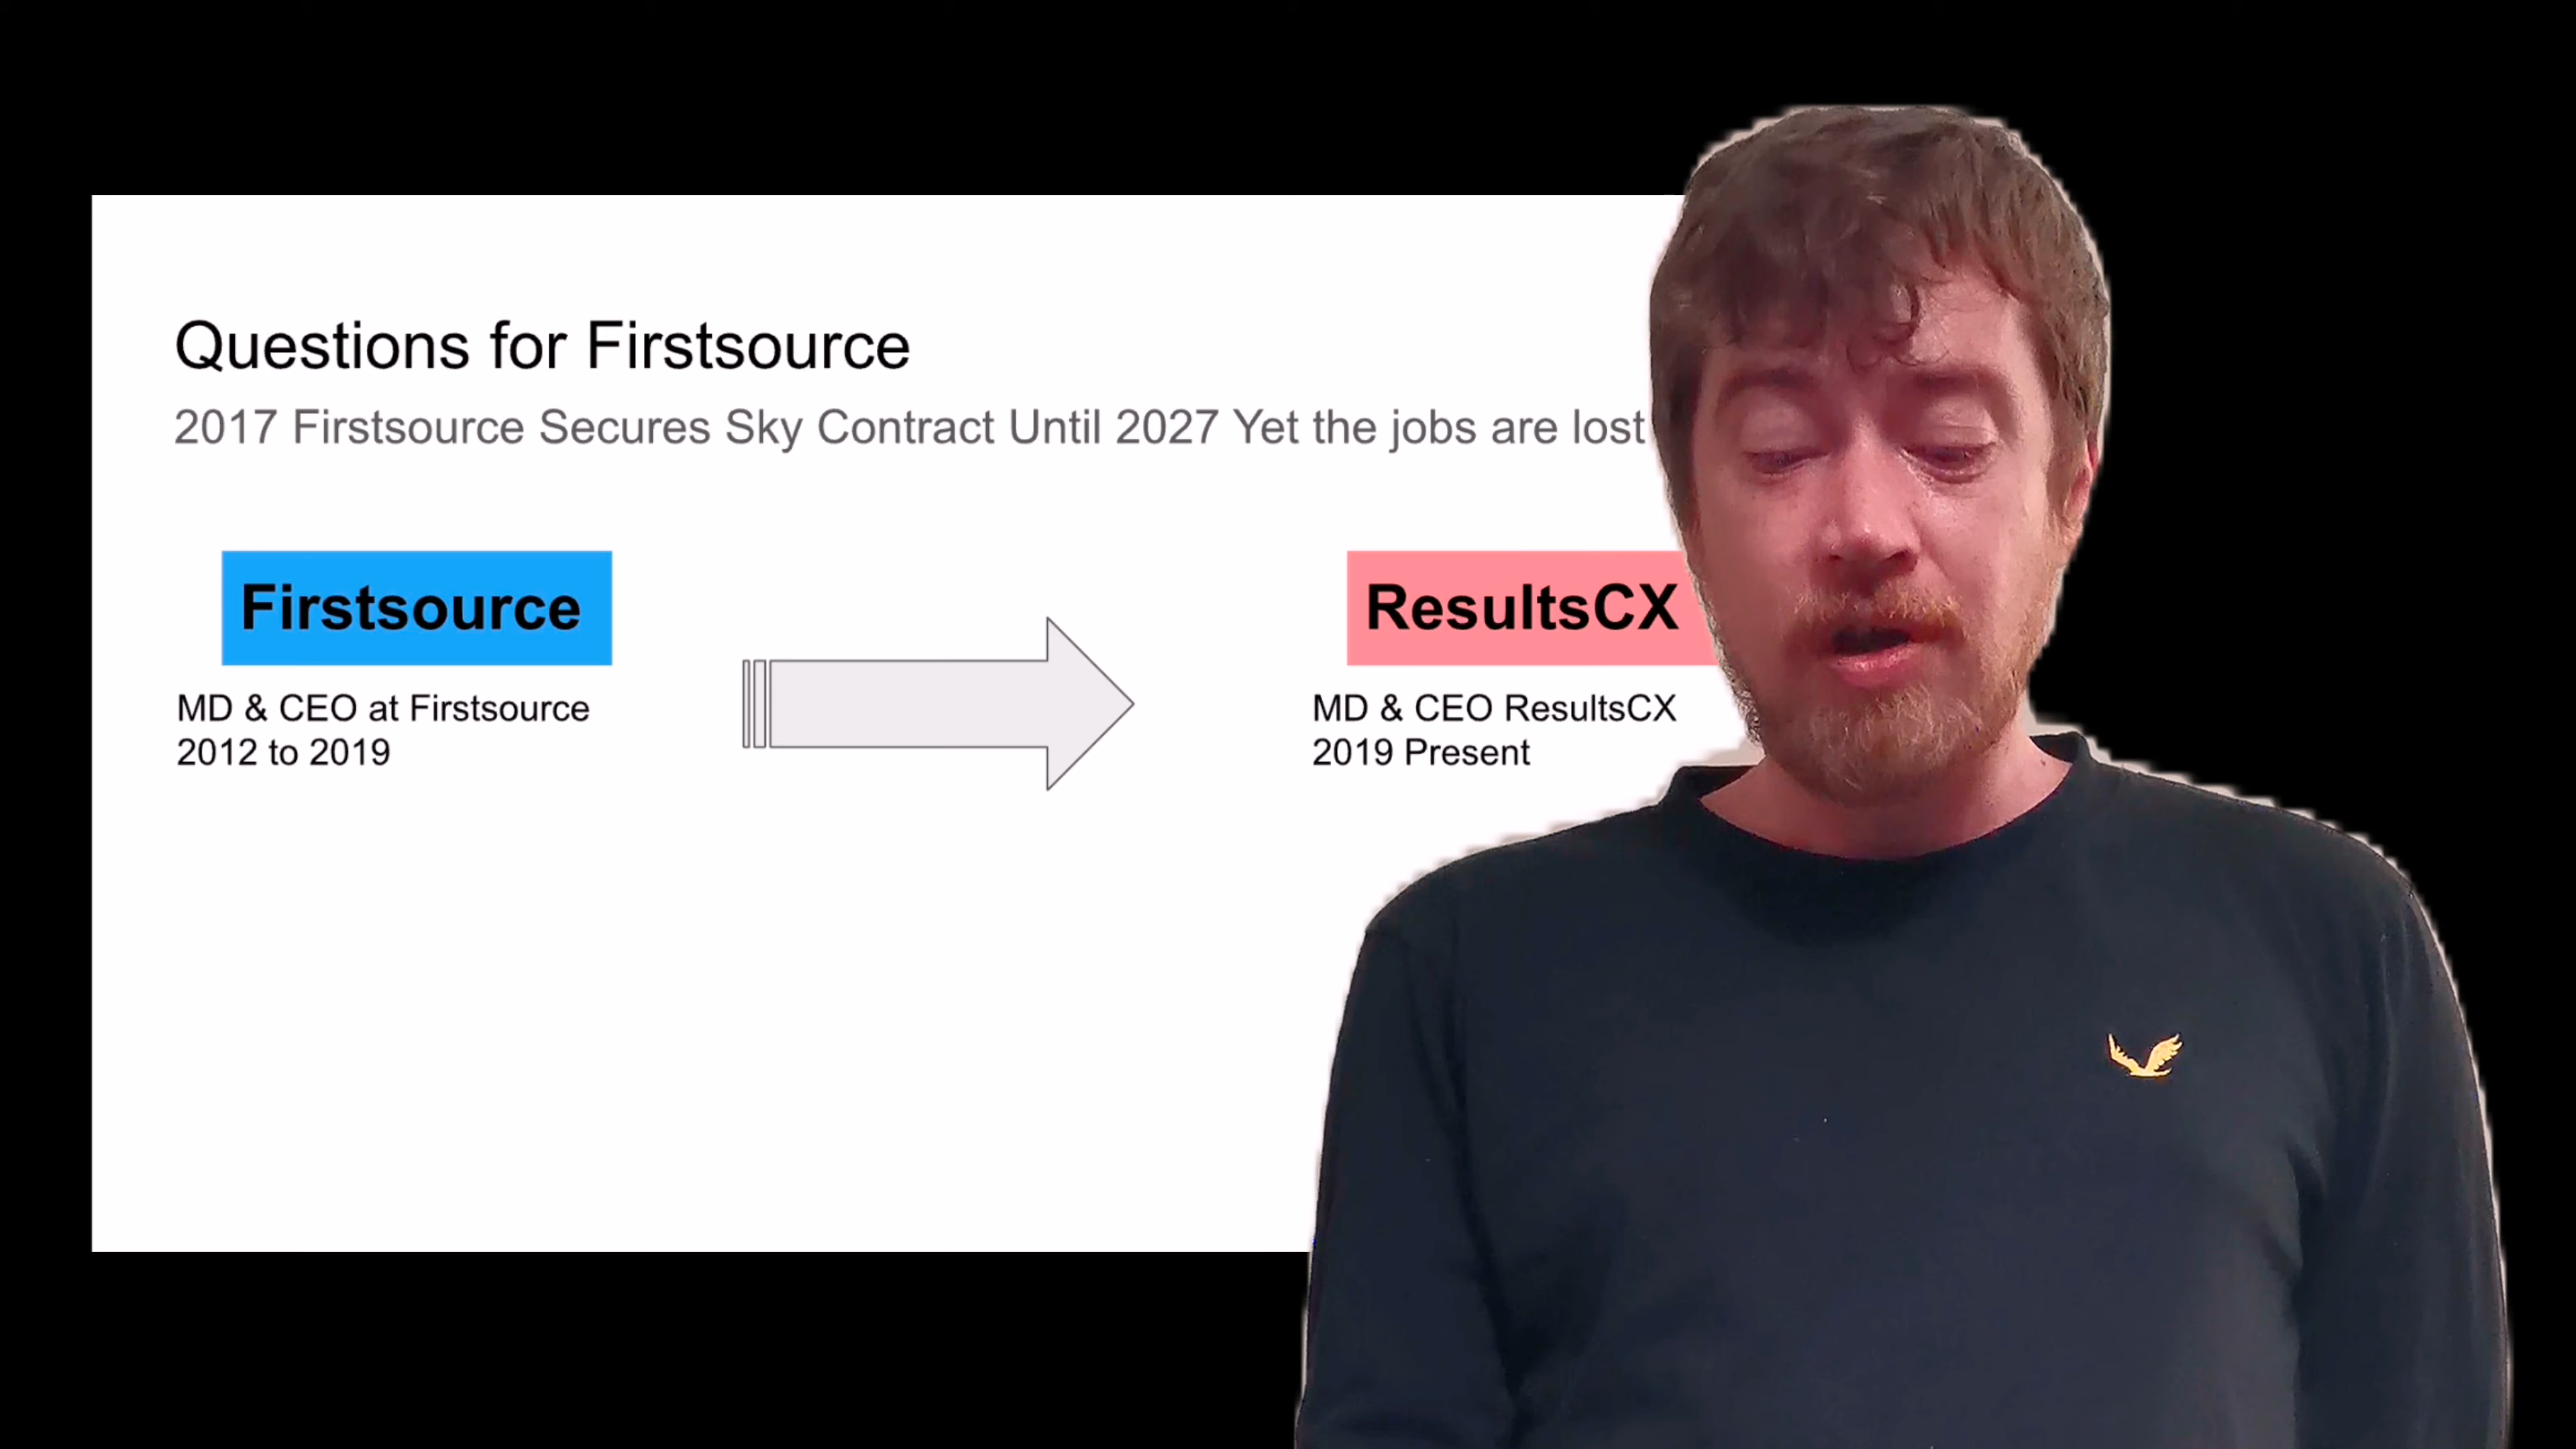 Questions for Firstsource
2017 Firstsource Secures Sky Contract Until 2027 Yet the jobs are lost
Firstsource
ResultsCX
MD & CEO at Firstsource
2012 to 2019
MD & CEO ResultsCX
2019 Present